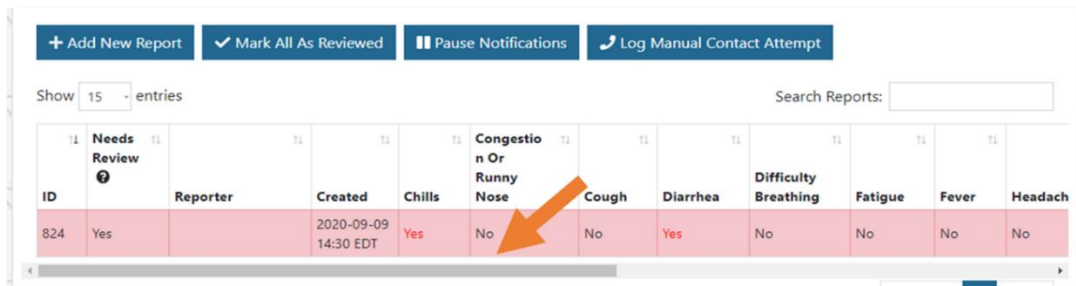 + Add New Report ✔ Mark All As Reviewed Pause Notifications Log Manual Contact Attempt
Show 15 entries Search Reports:
Needs Congestio
Review n Or
Runny Difficulty
ID Reporter Created Chills Nose Cough Diarrhea Breathing Fatigue Fever Headach
2020-09-09
824 Yes Yes No No Yes No No No No
14:30 EDT